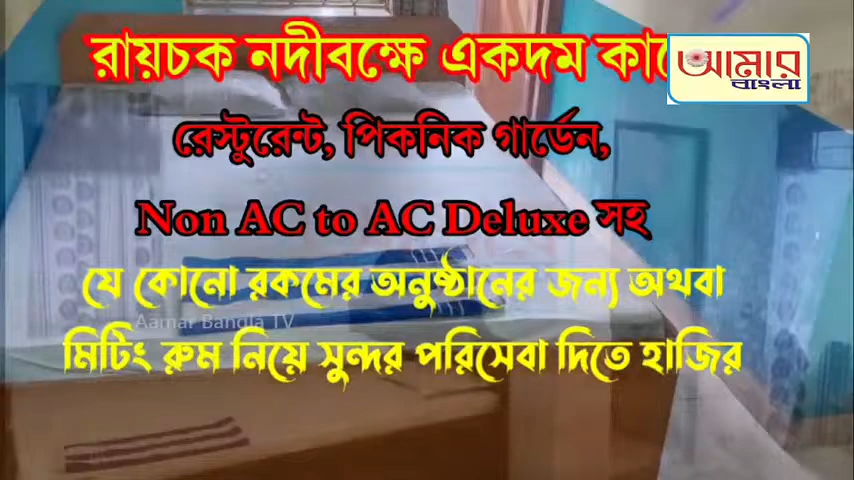 রায়চক নদীবক্ষে একদম
আমার
বাংলা
রেস্টুরেন্ট, পিকনিক গার্ডেন,
Non AC to AC Deluxe সহ
যে কোনো রকমের অনুষ্ঠানের জন্য অথবা
Aamar Bangla TV
মিটিং রুম নিয়ে সুন্দর পরিসেবা দিতে হাজির